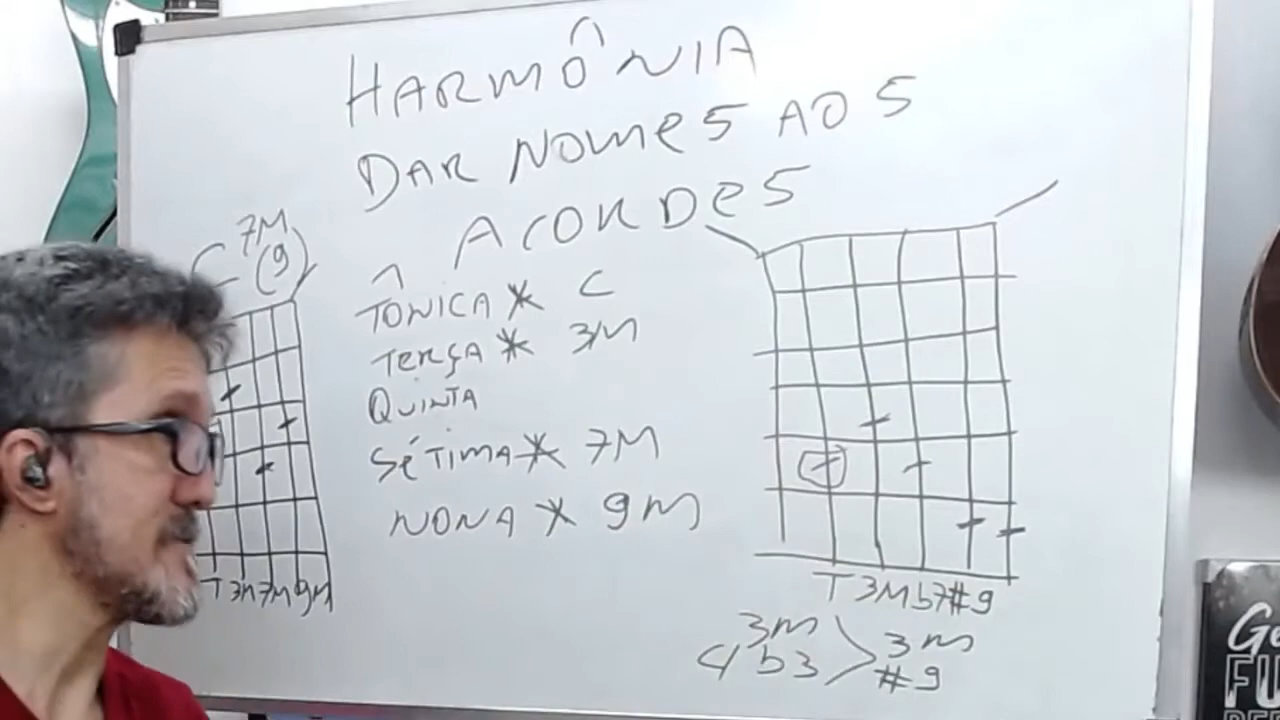 HARMÔNIA
DAR NOMES AOS
ACORDES
C 7M
(9)
TÔNICA * C
TERÇA * 3M
QUINTA
SÉTIMA * 7M
NONA * 9M
T 3M 7M 9M
T 3M b7 #9
3m 3m
b3 #9